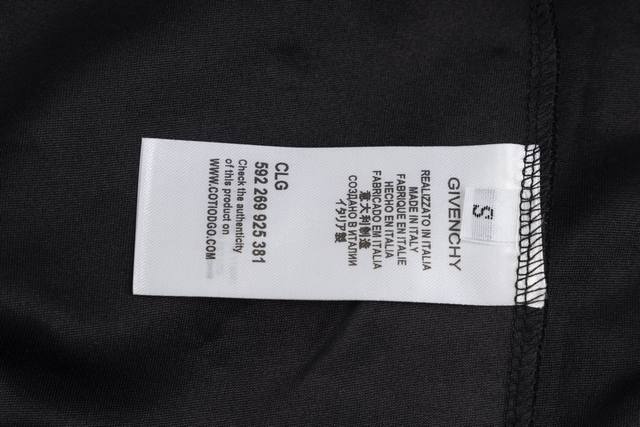 GIVENCHY
S
REALIZZATO IN ITALIA
MADE IN ITALY
FABRIQUE EN ITALIE
HECHO EN ITALIA
意大利制造
FABRICADO EM ITALIA
СОЗДАНО В ИТАЛИИ
イタリア製
CLG
592 269 925 381
Check the authenticity
of this product on
WWW.COTIODGO.COM